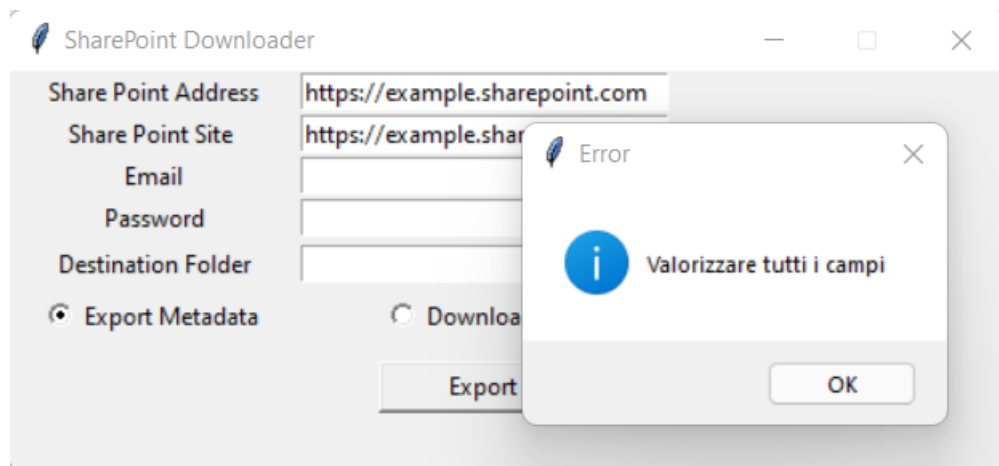 SharePoint Downloader
Share Point Address https://example.sharepoint.com
Share Point Site https://example.shar
Error
Email
Password
Valorizzare tutti i campi
Destination Folder
Export Metadata Downloa
Export
OK